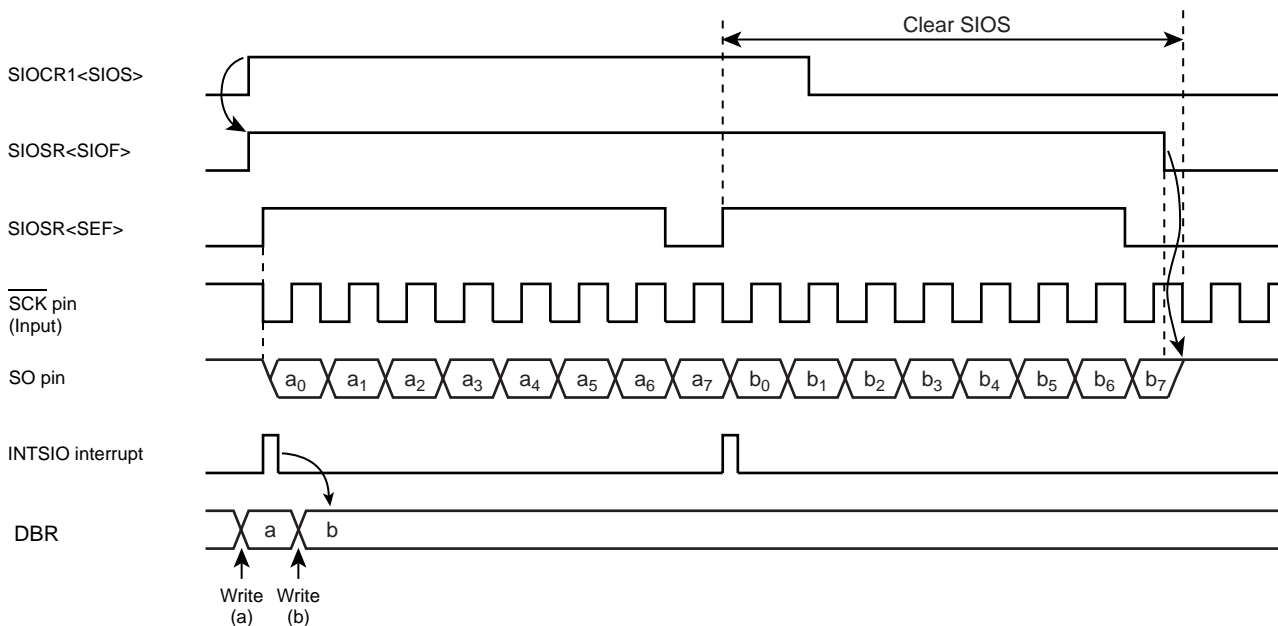 Clear SIOS
SIOCR1<SIOS>
SIOSR<SIOF>
SIOSR<SEF>
SCK pin
(Input)
SO pin
a0 a1 a2 a3 a4 a5 a6 a7 b0 b1 b2 b3 b4 b5 b6 b7
INTSIO interrupt
DBR
a b
Write Write
(a) (b)